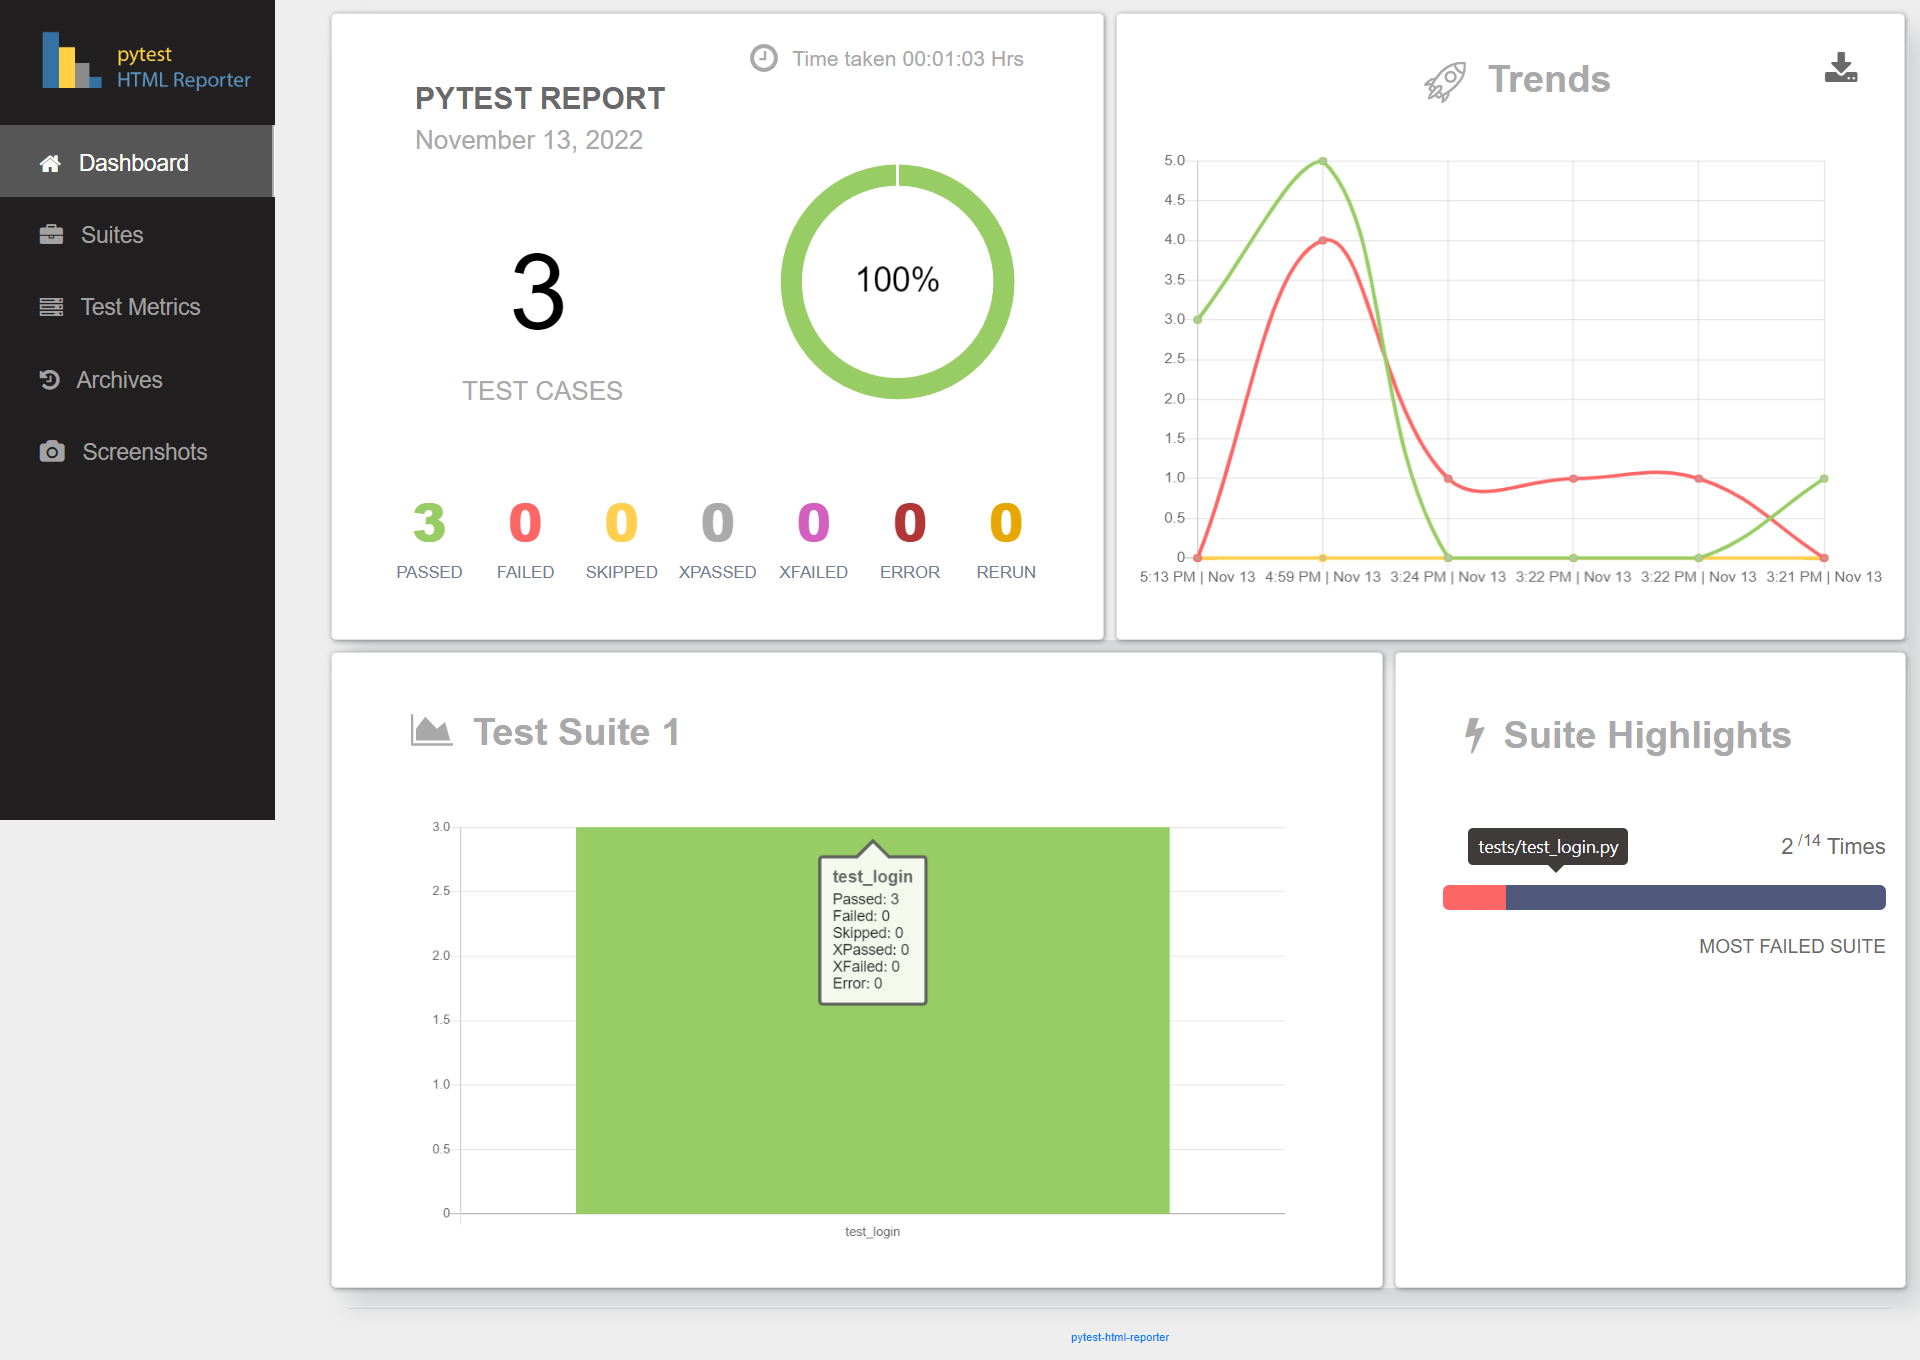 pytest
HTML Reporter
Dashboard
Suites
Test Metrics
Archives
Screenshots
Time taken 00:01:03 Hrs
PYTEST REPORT
November 13, 2022
3
TEST CASES
100%
3 0 0 0 0 0 0
PASSED FAILED SKIPPED XPASSED XFAILED ERROR RERUN
Trends
5.0
4.5
4.0
3.5
3.0
2.5
2.0
1.5
1.0
0.5
0
5:13 PM | Nov 13 4:59 PM | Nov 13 3:24 PM | Nov 13 3:22 PM | Nov 13 3:22 PM | Nov 13 3:21 PM | Nov 13
Test Suite 1
3.0
2.5
2.0
1.5
1.0
0.5
0
test_login
Passed: 3
Failed: 0
Skipped: 0
XPassed: 0
XFailed: 0
Error: 0
test_login
Suite Highlights
tests/test_login.py
2 /14 Times
MOST FAILED SUITE
pytest-html-reporter